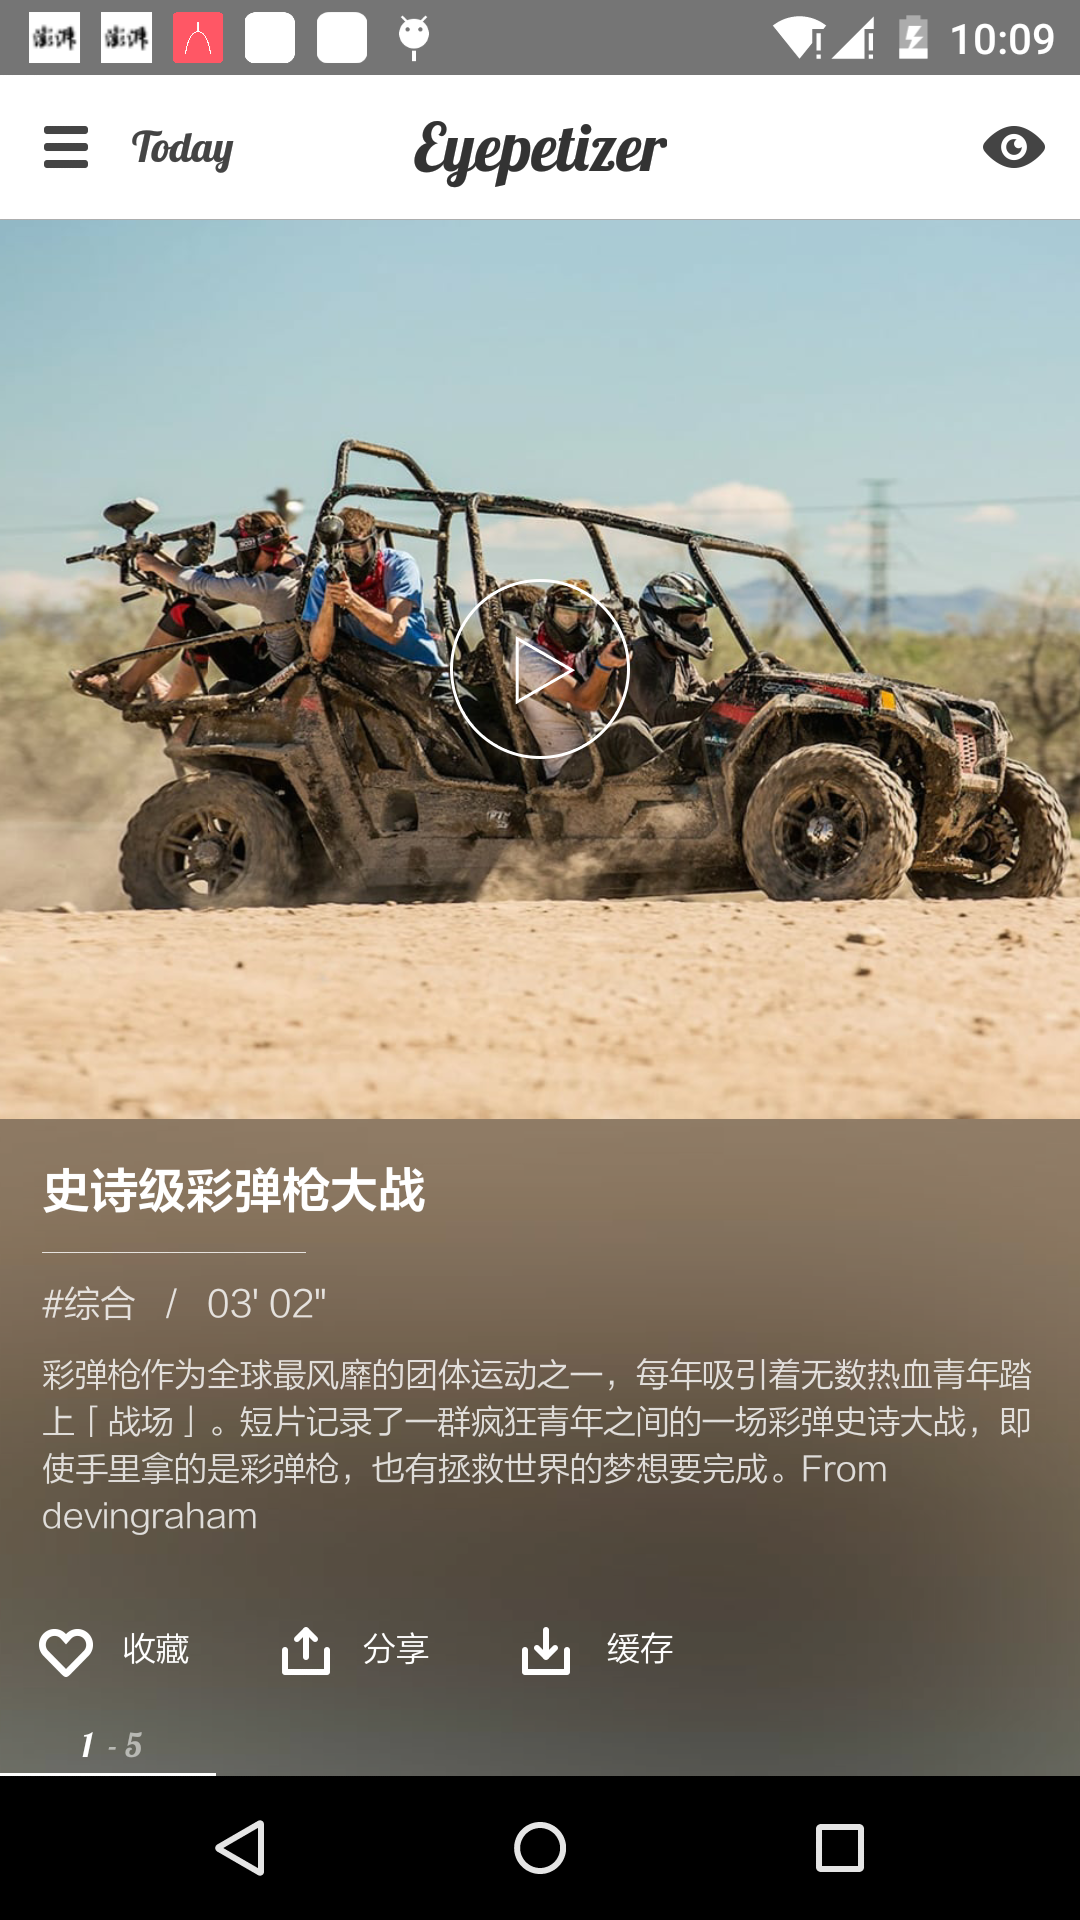 澎湃 澎湃 10:09
Today Eyepetizer
史诗级彩弹枪大战
#综合 / 03' 02"
彩弹枪作为全球最风靡的团体运动之一，每年吸引着无数热血青年踏
上「战场」。短片记录了一群疯狂青年之间的一场彩弹史诗大战，即
使手里拿的是彩弹枪，也有拯救世界的梦想要完成。From
devingraham
收藏 分享 缓存
1 - 5